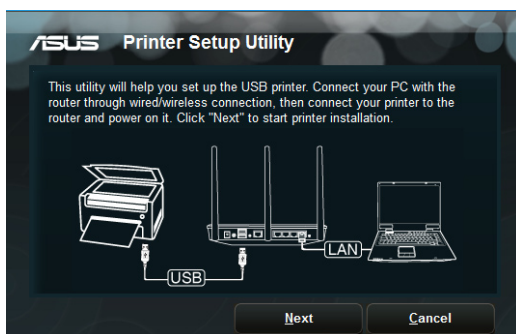 ASUS Printer Setup Utility
This utility will help you set up the USB printer. Connect your PC with the
router through wired/wireless connection, then connect your printer to the
router and power on it. Click "Next" to start printer installation.
LAN
USB
Next Cancel